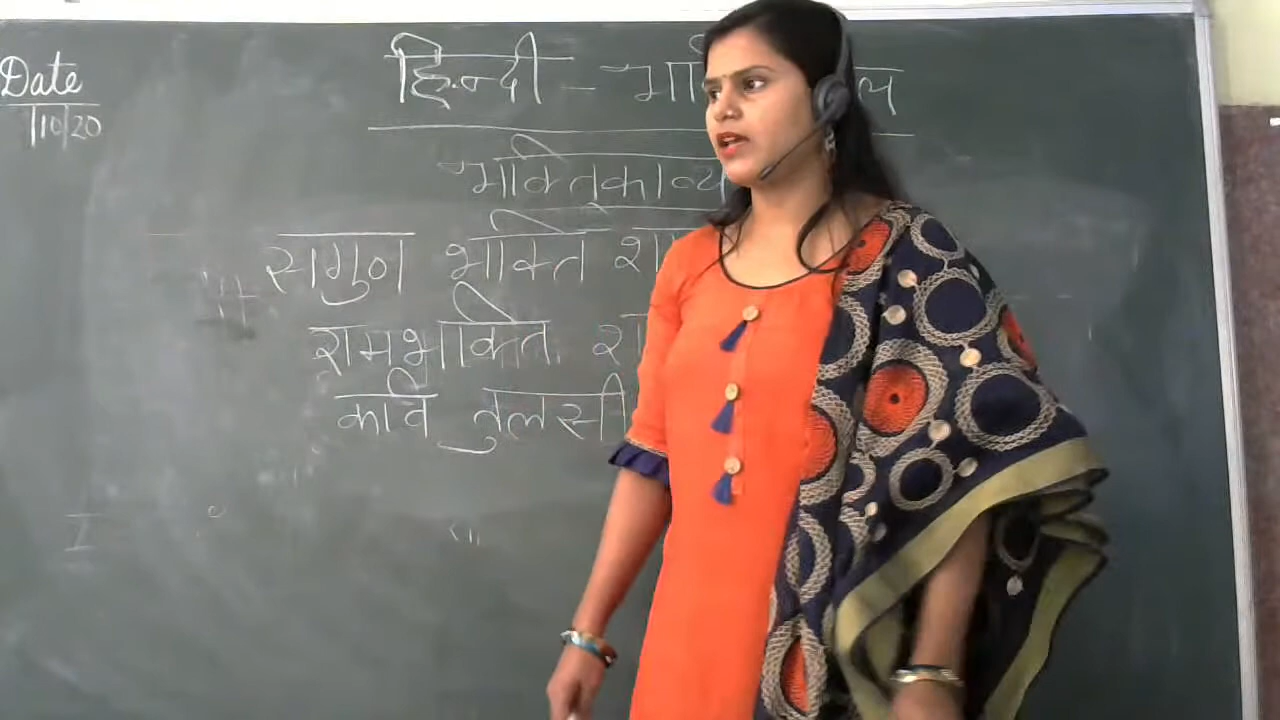 Date
1/10/20
हिन्दी -
भक्तिकाव्य
सगुण भक्ति
रामभक्ति
कवि तुलसी